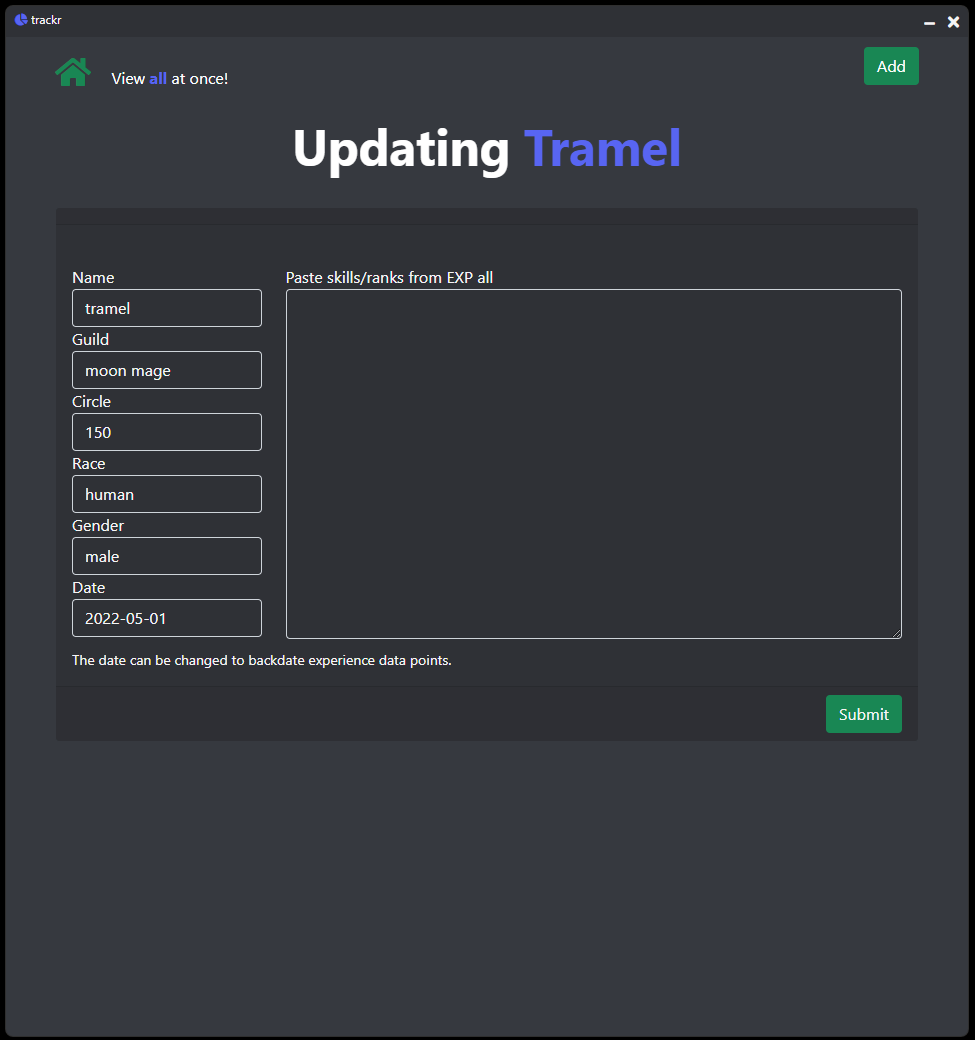 trackr
View all at once!
Add
Updating Tramel
Name
tramel
Guild
moon mage
Circle
150
Race
human
Gender
male
Date
2022-05-01
Paste skills/ranks from EXP all
The date can be changed to backdate experience data points.
Submit